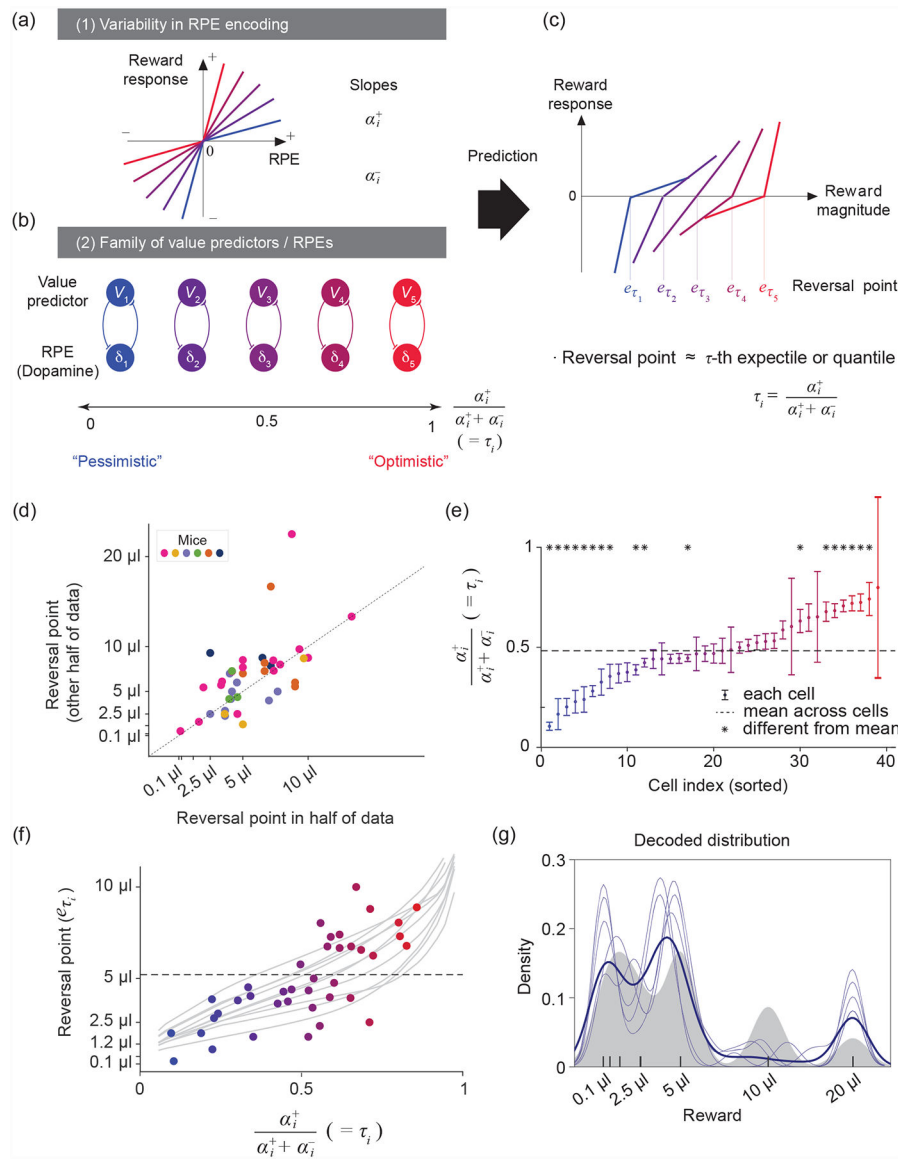 (a)
(1) Variability in RPE encoding
Reward
response
+
−
0
+
RPE
−
Slopes
αᵢ⁺
αᵢ⁻
(b)
(2) Family of value predictors / RPEs
Value
predictor
V₁ V₂ V₃ V₄ V₅
RPE
(Dopamine)
δ₁ δ₂ δ₃ δ₄ δ₅
0 0.5 1
αᵢ⁺
αᵢ⁺ + αᵢ⁻
( = τᵢ )
“Pessimistic” “Optimistic”
Prediction
(c)
Reward
response
0
Reward
magnitude
e_τ₁ e_τ₂ e_τ₃ e_τ₄ e_τ₅ Reversal point
· Reversal point ≈ τ-th expectile or quantile
τᵢ = αᵢ⁺ / αᵢ⁺ + αᵢ⁻
(d)
Mice
20 µl
10 µl
5 µl
2.5 µl
0.1 µl
Reversal point
(other half of data)
0.1 µl 2.5 µl 5 µl 10 µl
Reversal point in half of data
(e)
1
0.5
0
αᵢ⁺ / αᵢ⁺ + αᵢ⁻ ( = τᵢ )
each cell
mean across cells
* different from mean
0 10 20 30 40
Cell index (sorted)
(f)
10 µl
5 µl
2.5 µl
1.2 µl
0.1 µl
Reversal point (e_τᵢ)
0 0.5 1
αᵢ⁺ / αᵢ⁺ + αᵢ⁻ ( = τᵢ )
(g)
Decoded distribution
0.3
0.2
0.1
0
Density
0.1 µl 2.5 µl 5 µl 10 µl 20 µl
Reward